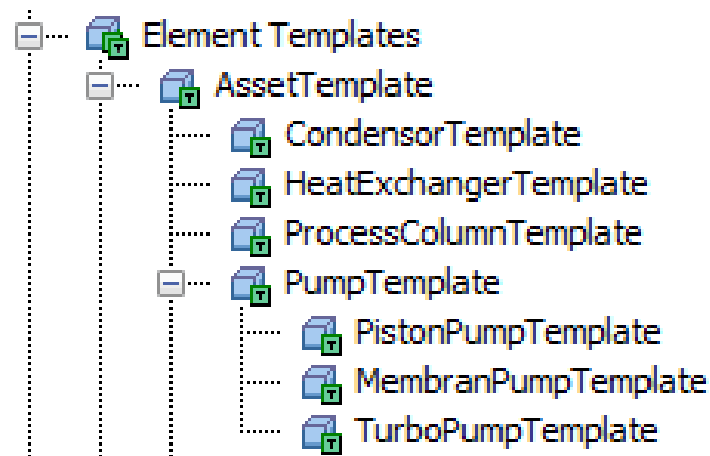 Element Templates
AssetTemplate
CondensorTemplate
HeatExchangerTemplate
ProcessColumnTemplate
PumpTemplate
PistonPumpTemplate
MembranPumpTemplate
TurboPumpTemplate